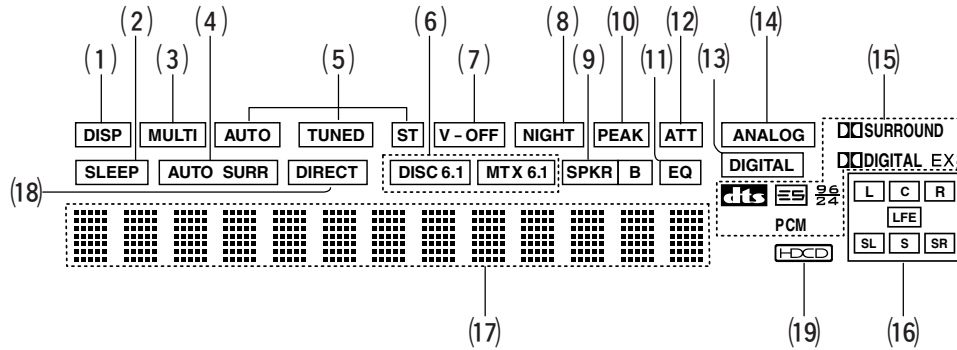 (2) (4) (6) (8) (10) (12) (14)
(1) (3) (5) (7) (9) (11) (13) (15)
DISP MULTI AUTO TUNED ST V-OFF NIGHT PEAK ATT ANALOG DD SURROUND
SLEEP AUTO SURR DIRECT DISC 6.1 MTX 6.1 SPKR B EQ DIGITAL DD DIGITAL EX
(18)
dts ES 96/24 L C R
PCM LFE
HDCD SL S SR
(17) (19) (16)